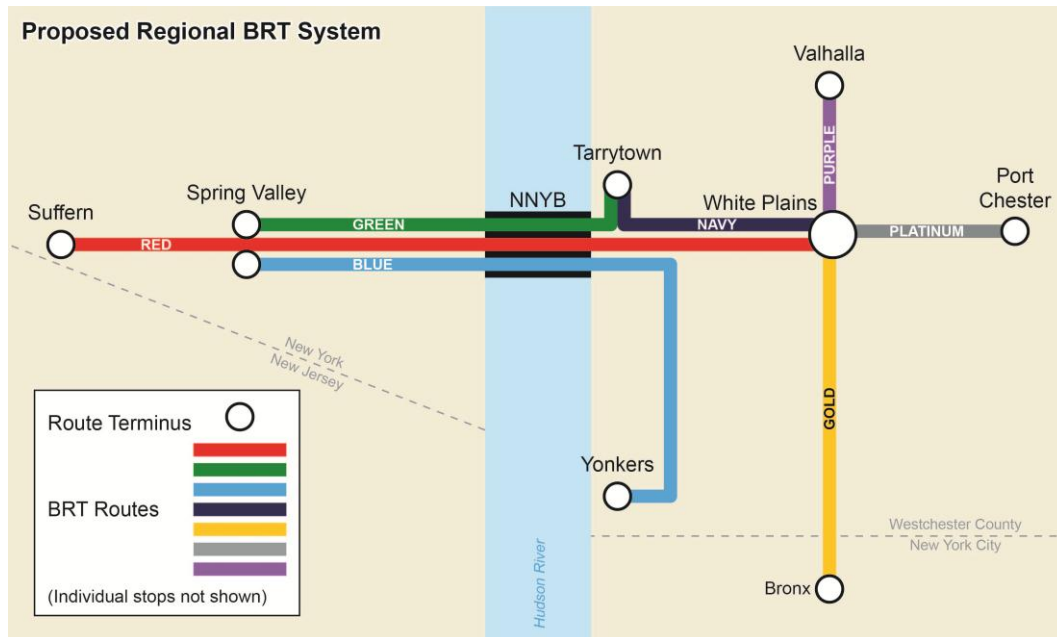 Proposed Regional BRT System
Valhalla
PURPLE
Tarrytown
Port
Chester
Spring Valley
NNYB
White Plains
Suffern
GREEN
NAVY
PLATINUM
RED
BLUE
New York
New Jersey
GOLD
Route Terminus
Yonkers
BRT Routes
Westchester County
New York City
Hudson River
Bronx
(Individual stops not shown)